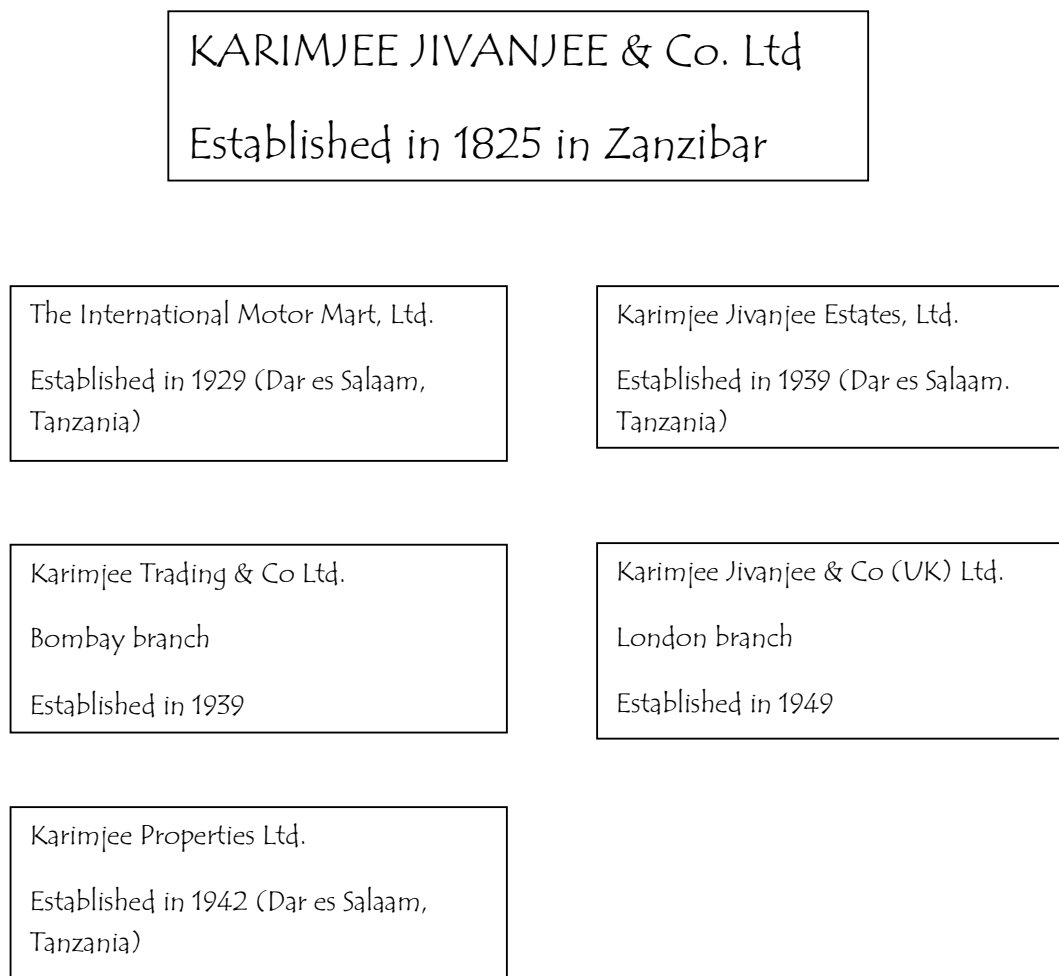 KARIMJEE JIVANJEE & Co. Ltd
Established in 1825 in Zanzibar
The International Motor Mart, Ltd.
Established in 1929 (Dar es Salaam,
Tanzania)
Karimjee Jivanjee Estates, Ltd.
Established in 1939 (Dar es Salaam.
Tanzania)
Karimjee Trading & Co Ltd.
Bombay branch
Established in 1939
Karimjee Jivanjee & Co (UK) Ltd.
London branch
Established in 1949
Karimjee Properties Ltd.
Established in 1942 (Dar es Salaam,
Tanzania)